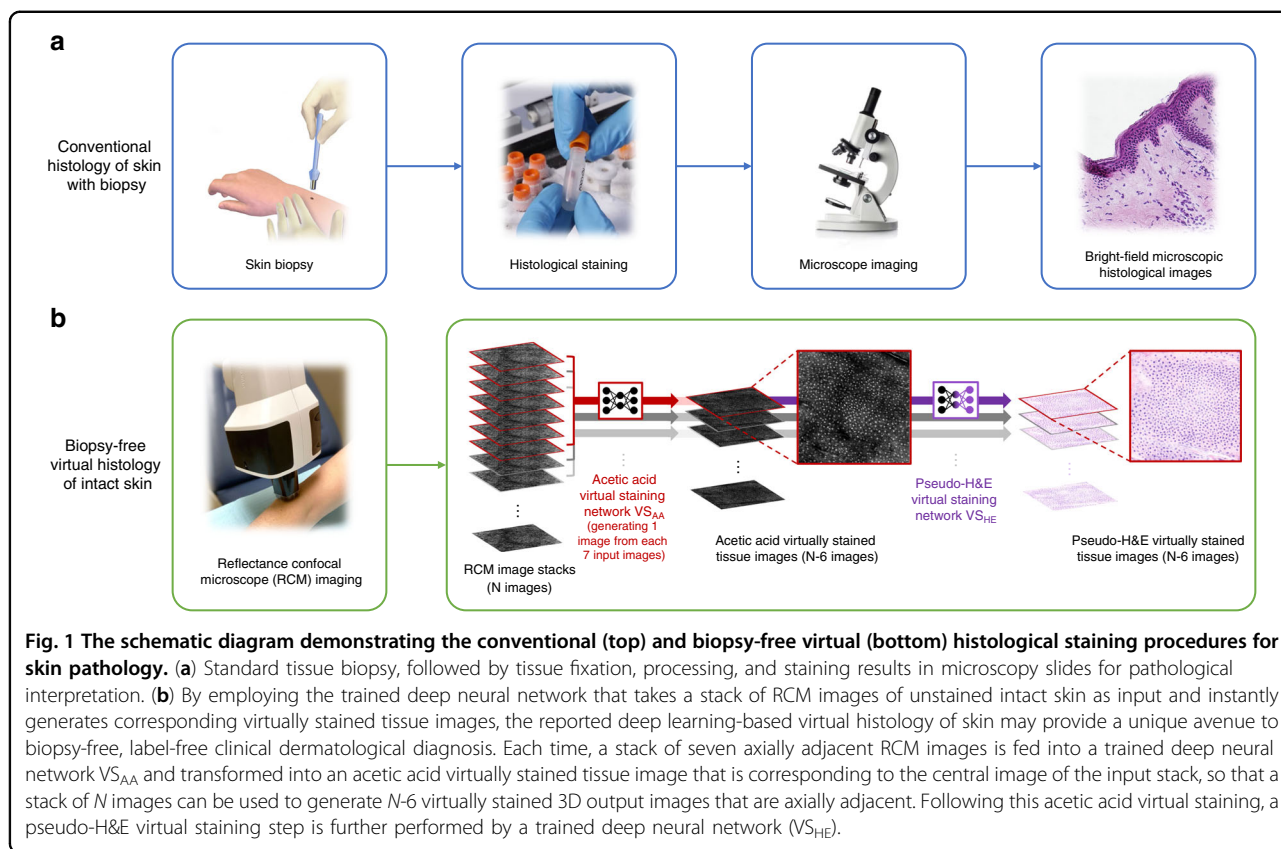 a
Conventional
histology of skin
with biopsy
Skin biopsy
Histological staining
Microscope imaging
Bright-field microscopic
histological images
b
Biopsy-free
virtual histology
of intact skin
Reflectance confocal
microscope (RCM) imaging
RCM image stacks
(N images)
Acetic acid
virtual staining
network VSAA
(generating 1
image from each
7 input images)
Acetic acid virtually stained
tissue images (N-6 images)
Pseudo-H&E
virtual staining
network VSHE
Pseudo-H&E virtually stained
tissue images (N-6 images)
Fig. 1 The schematic diagram demonstrating the conventional (top) and biopsy-free virtual (bottom) histological staining procedures for
skin pathology. (a) Standard tissue biopsy, followed by tissue fixation, processing, and staining results in microscopy slides for pathological
interpretation. (b) By employing the trained deep neural network that takes a stack of RCM images of unstained intact skin as input and instantly
generates corresponding virtually stained tissue images, the reported deep learning-based virtual histology of skin may provide a unique avenue to
biopsy-free, label-free clinical dermatological diagnosis. Each time, a stack of seven axially adjacent RCM images is fed into a trained deep neural
network VSAA and transformed into an acetic acid virtually stained tissue image that is corresponding to the central image of the input stack, so that a
stack of N images can be used to generate N-6 virtually stained 3D output images that are axially adjacent. Following this acetic acid virtual staining, a
pseudo-H&E virtual staining step is further performed by a trained deep neural network (VSHE).